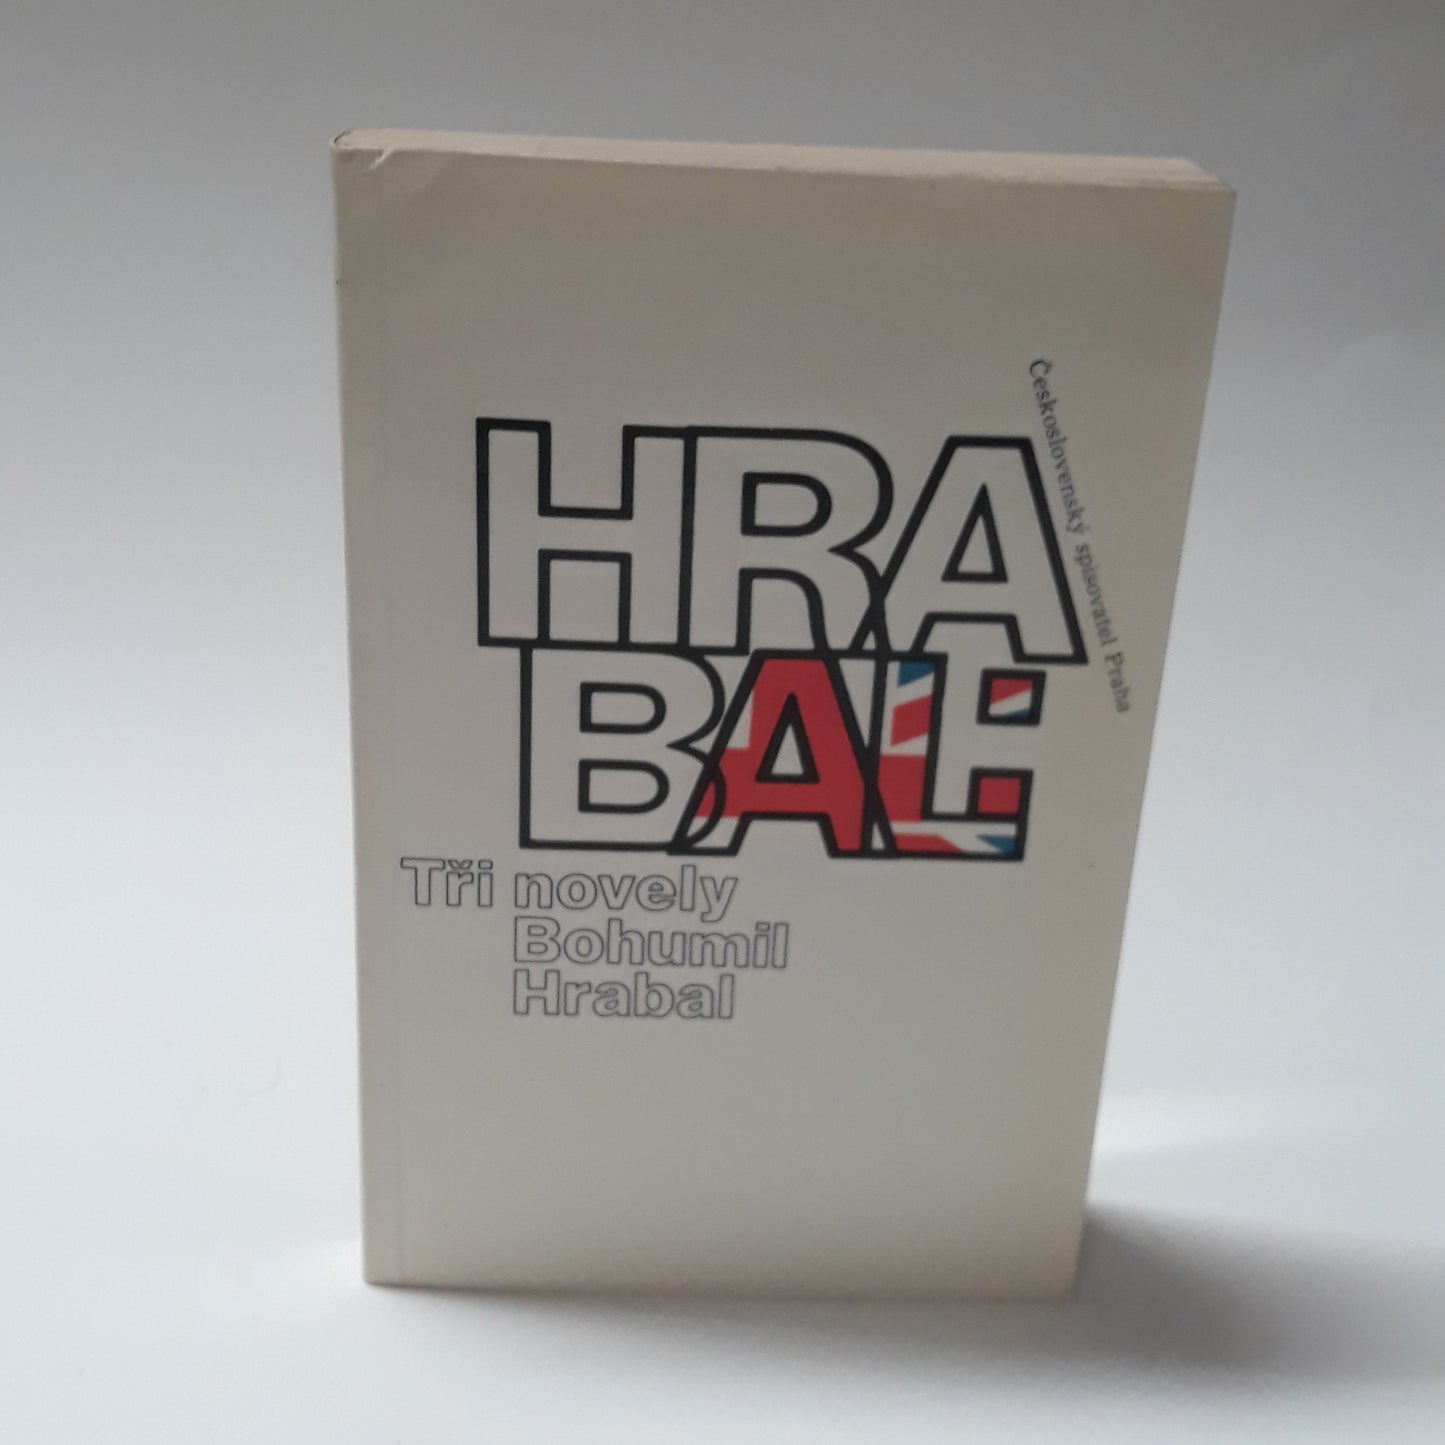 HRA
BAL
Československý spisovatel Praha
Tři novely
Bohumil
Hrabal